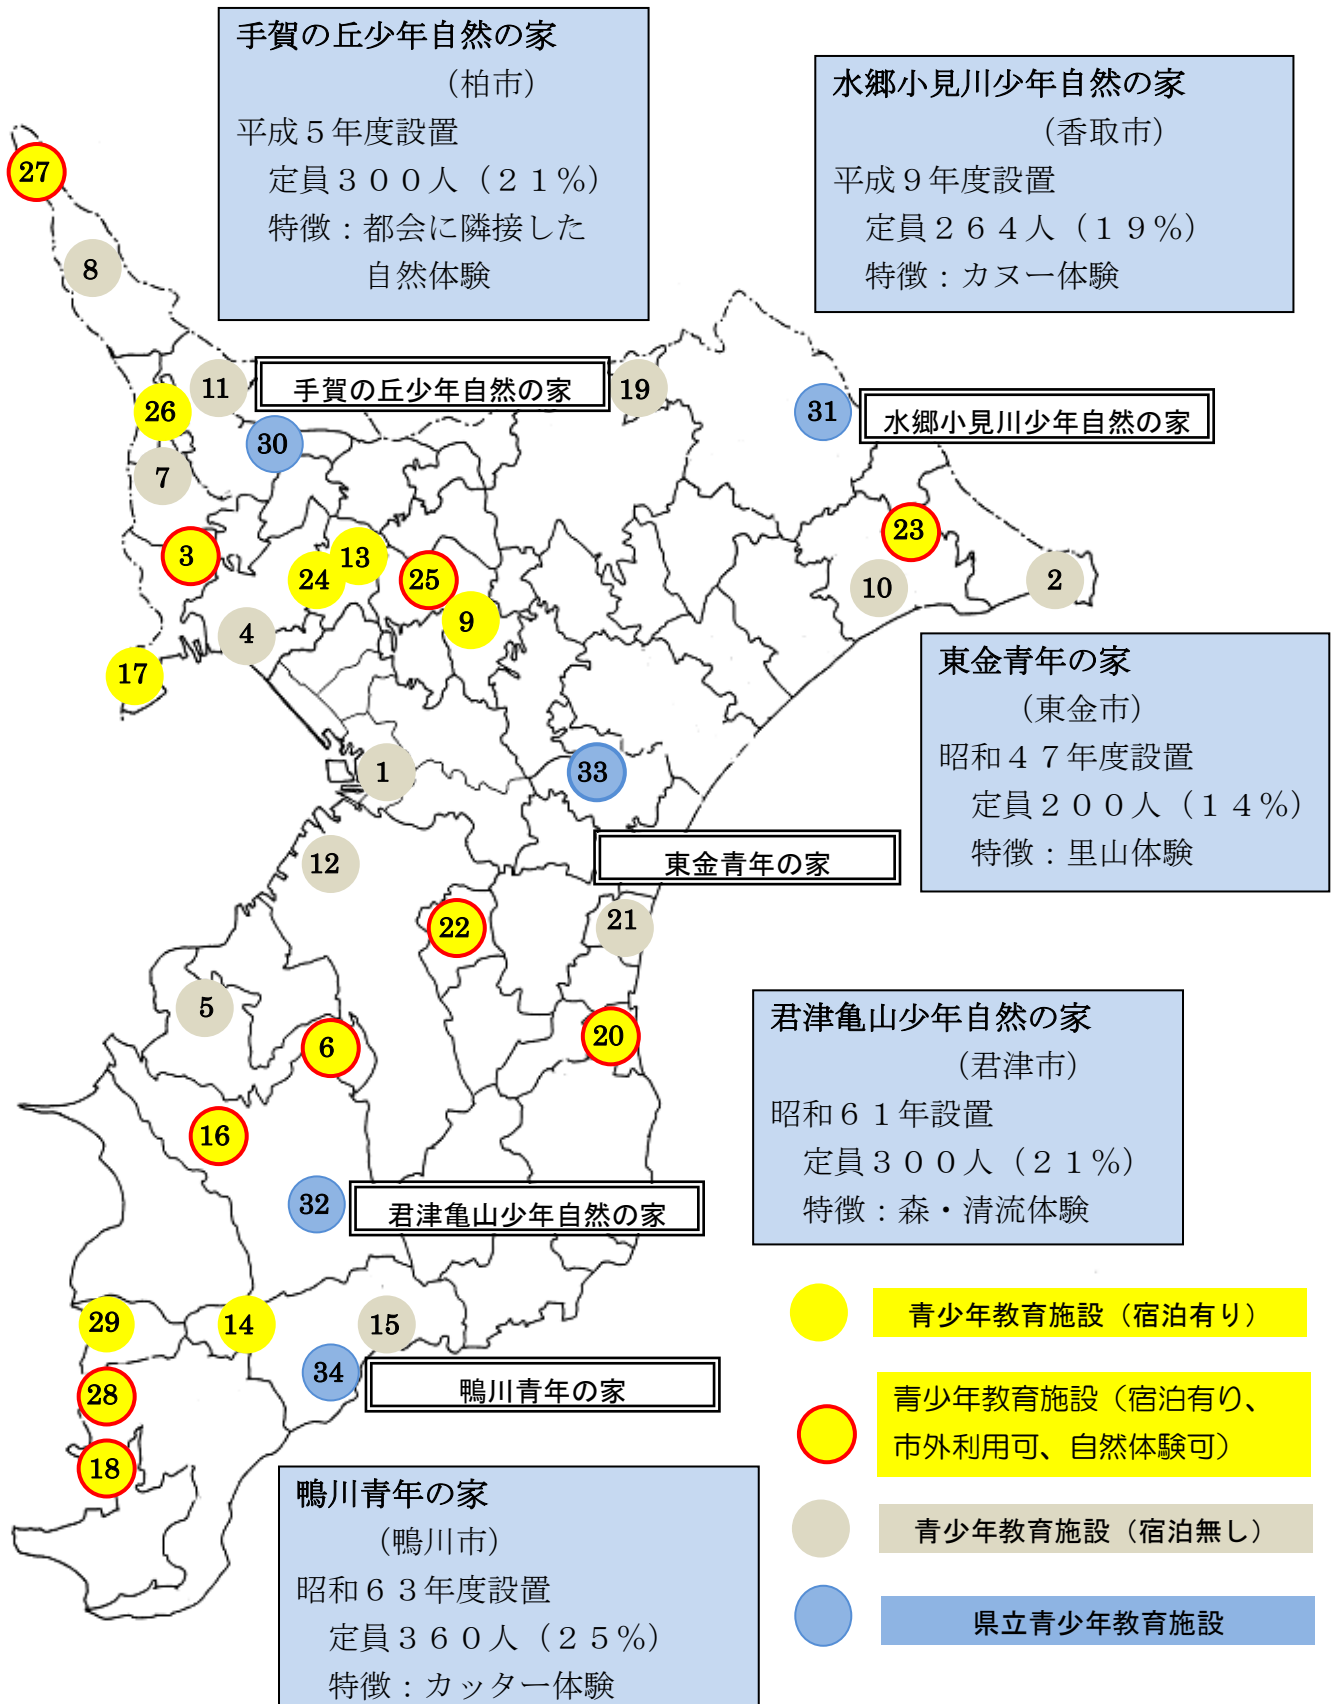 手賀の丘少年自然の家
（柏市）
平成５年度設置
定員３００人（２１％）
特徴：都会に隣接した
自然体験
水郷小見川少年自然の家
（香取市）
平成９年度設置
定員２６４人（１９％）
特徴：カヌー体験
27
8
11
手賀の丘少年自然の家
19
31
水郷小見川少年自然の家
26
30
7
3
13
24
25
9
23
10
2
4
17
東金青年の家
（東金市）
昭和４７年度設置
定員２００人（１４％）
特徴：里山体験
1
33
12
東金青年の家
22
21
5
6
20
君津亀山少年自然の家
（君津市）
昭和６１年設置
定員３００人（２１％）
特徴：森・清流体験
16
32
君津亀山少年自然の家
29
14
15
34
鴨川青年の家
28
18
青少年教育施設（宿泊有り）
青少年教育施設（宿泊有り、
市外利用可、自然体験可）
青少年教育施設（宿泊無し）
県立青少年教育施設
鴨川青年の家
（鴨川市）
昭和６３年度設置
定員３６０人（２５％）
特徴：カッター体験